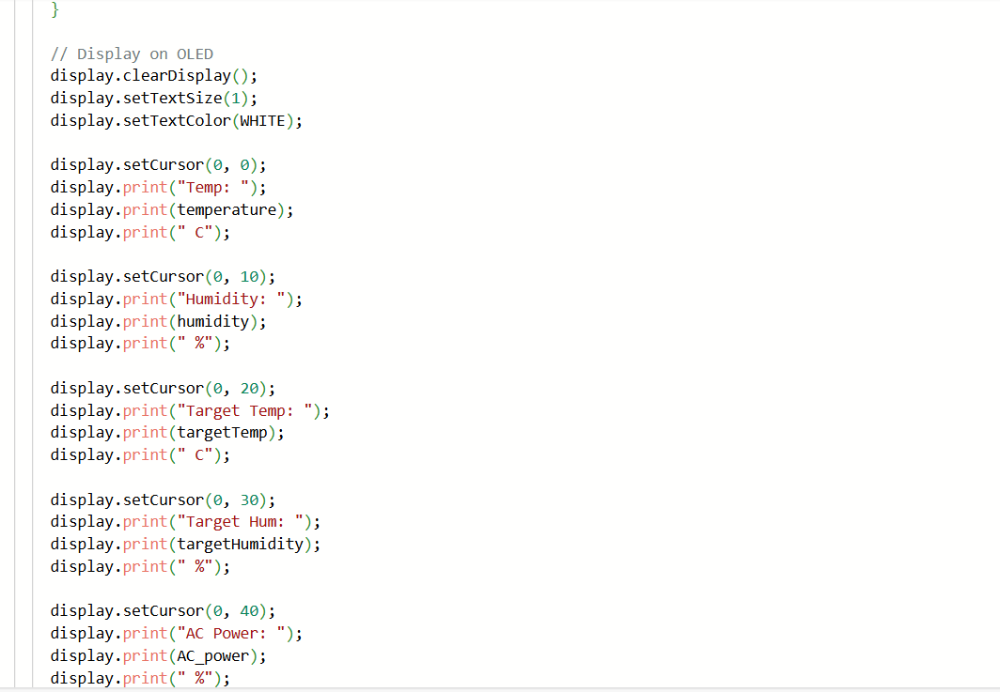 }
// Display on OLED
display.clearDisplay();
display.setTextSize(1);
display.setTextColor(WHITE);
display.setCursor(0, 0);
display.print("Temp: ");
display.print(temperature);
display.print(" C");
display.setCursor(0, 10);
display.print("Humidity: ");
display.print(humidity);
display.print(" %");
display.setCursor(0, 20);
display.print("Target Temp: ");
display.print(targetTemp);
display.print(" C");
display.setCursor(0, 30);
display.print("Target Hum: ");
display.print(targetHumidity);
display.print(" %");
display.setCursor(0, 40);
display.print("AC Power: ");
display.print(AC_power);
display.print(" %");